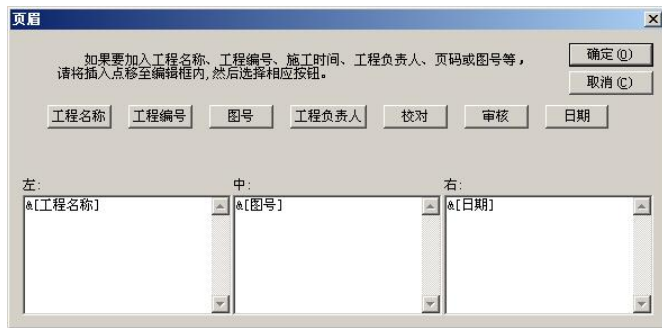 页眉
如果要加入工程名称、工程编号、施工时间、工程负责人、页码或图号等，
请将插入点移至编辑框内,然后选择相应按钮。
确定(O)
取消(C)
工程名称 工程编号 图号 工程负责人 校对 审核 日期
左: 中: 右:
&[工程名称] &[图号] &[日期]